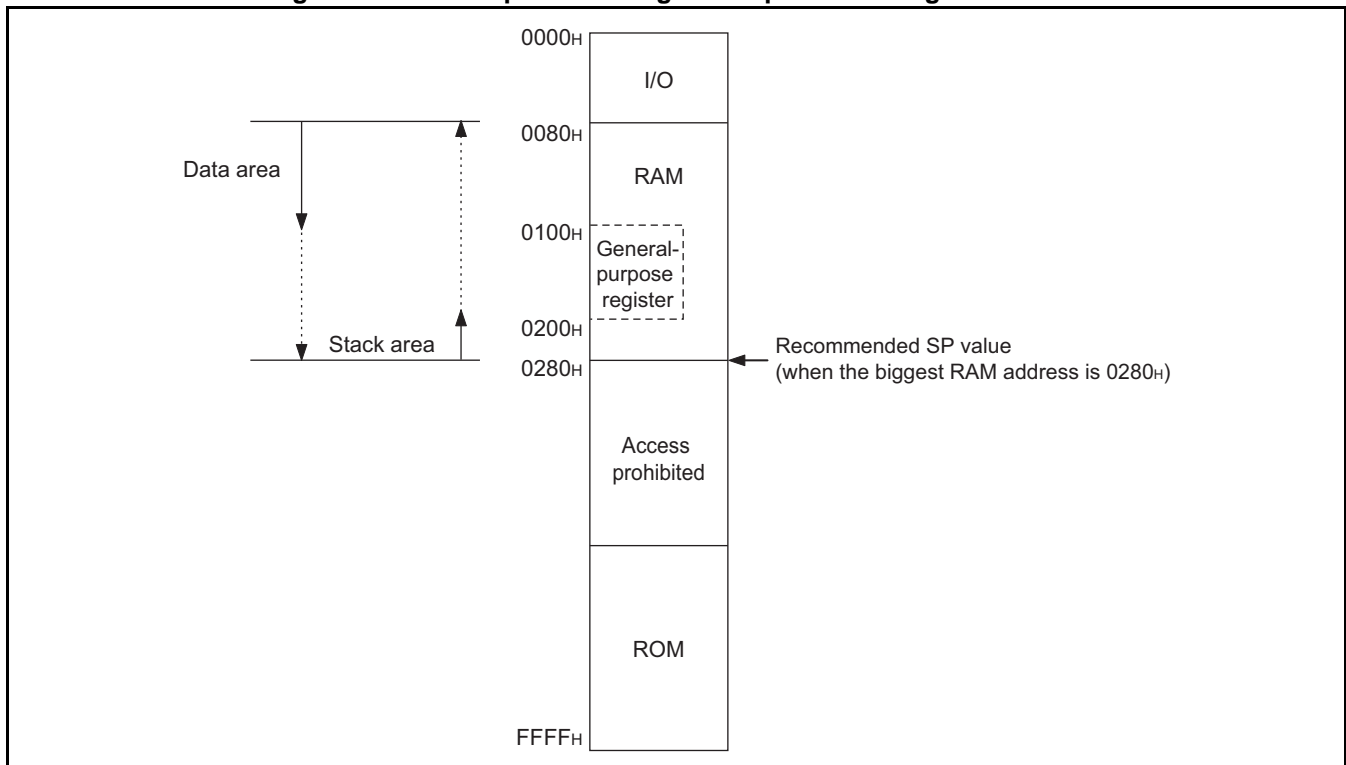 0000H
I/O
0080H
Data area
RAM
0100H
General-
purpose
register
0200H
Stack area
0280H
Recommended SP value
(when the biggest RAM address is 0280H)
Access
prohibited
ROM
FFFFH